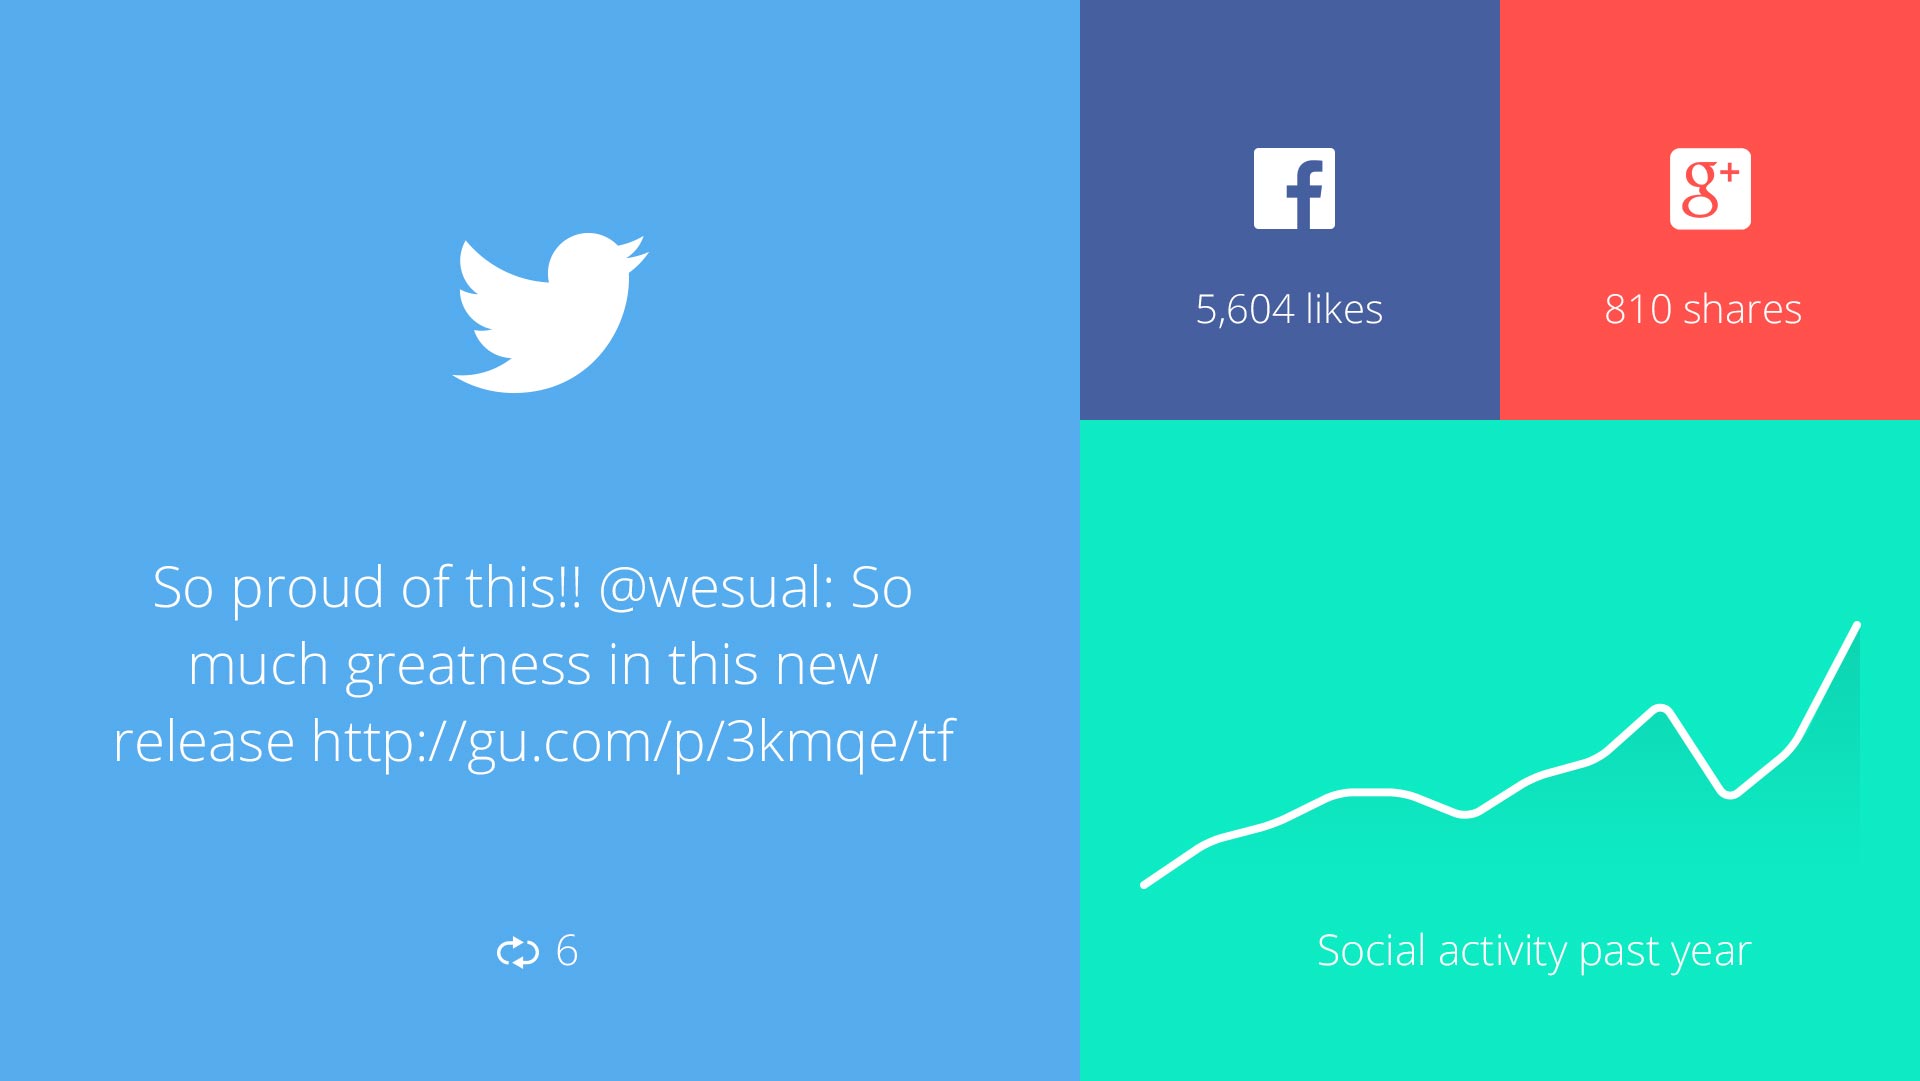 So proud of this!! @wesual: So
much greatness in this new
release http://gu.com/p/3kmqe/tf
6
f
5,604 likes
g+
810 shares
Social activity past year